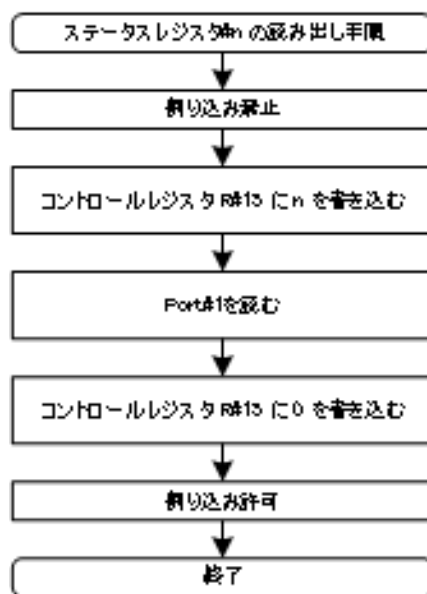 ステータスレジスタ#n の読み出し手順
割り込み禁止
コントロールレジスタ R#15 に n を書き込む
Port#1を読む
コントロールレジスタ R#15 に 0 を書き込む
割り込み許可
終了